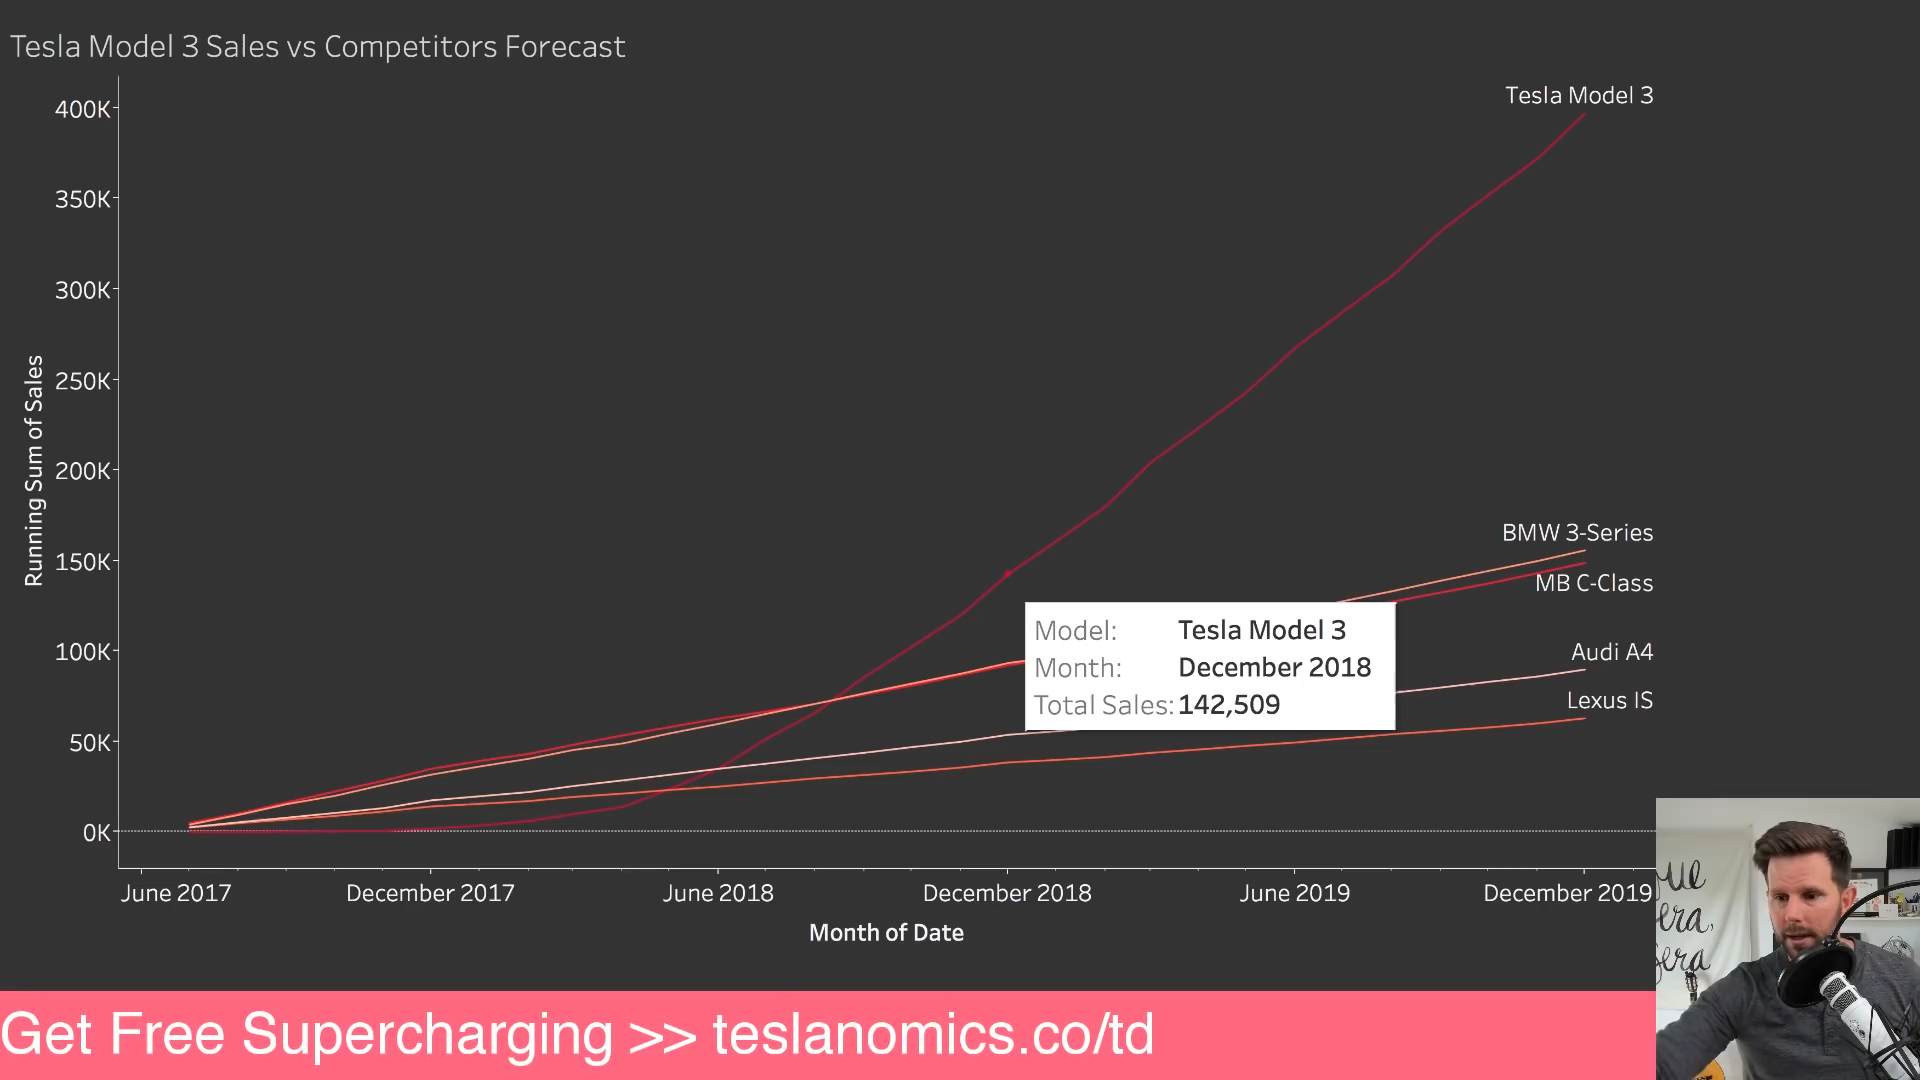 Tesla Model 3 Sales vs Competitors Forecast
Running Sum of Sales
400K
350K
300K
250K
200K
150K
100K
50K
0K
Tesla Model 3
BMW 3-Series
MB C-Class
Audi A4
Lexus IS
Model: Tesla Model 3
Month: December 2018
Total Sales: 142,509
June 2017
December 2017
June 2018
December 2018
June 2019
December 2019
Month of Date
era,
Get Free Supercharging >> teslanomics.co/td